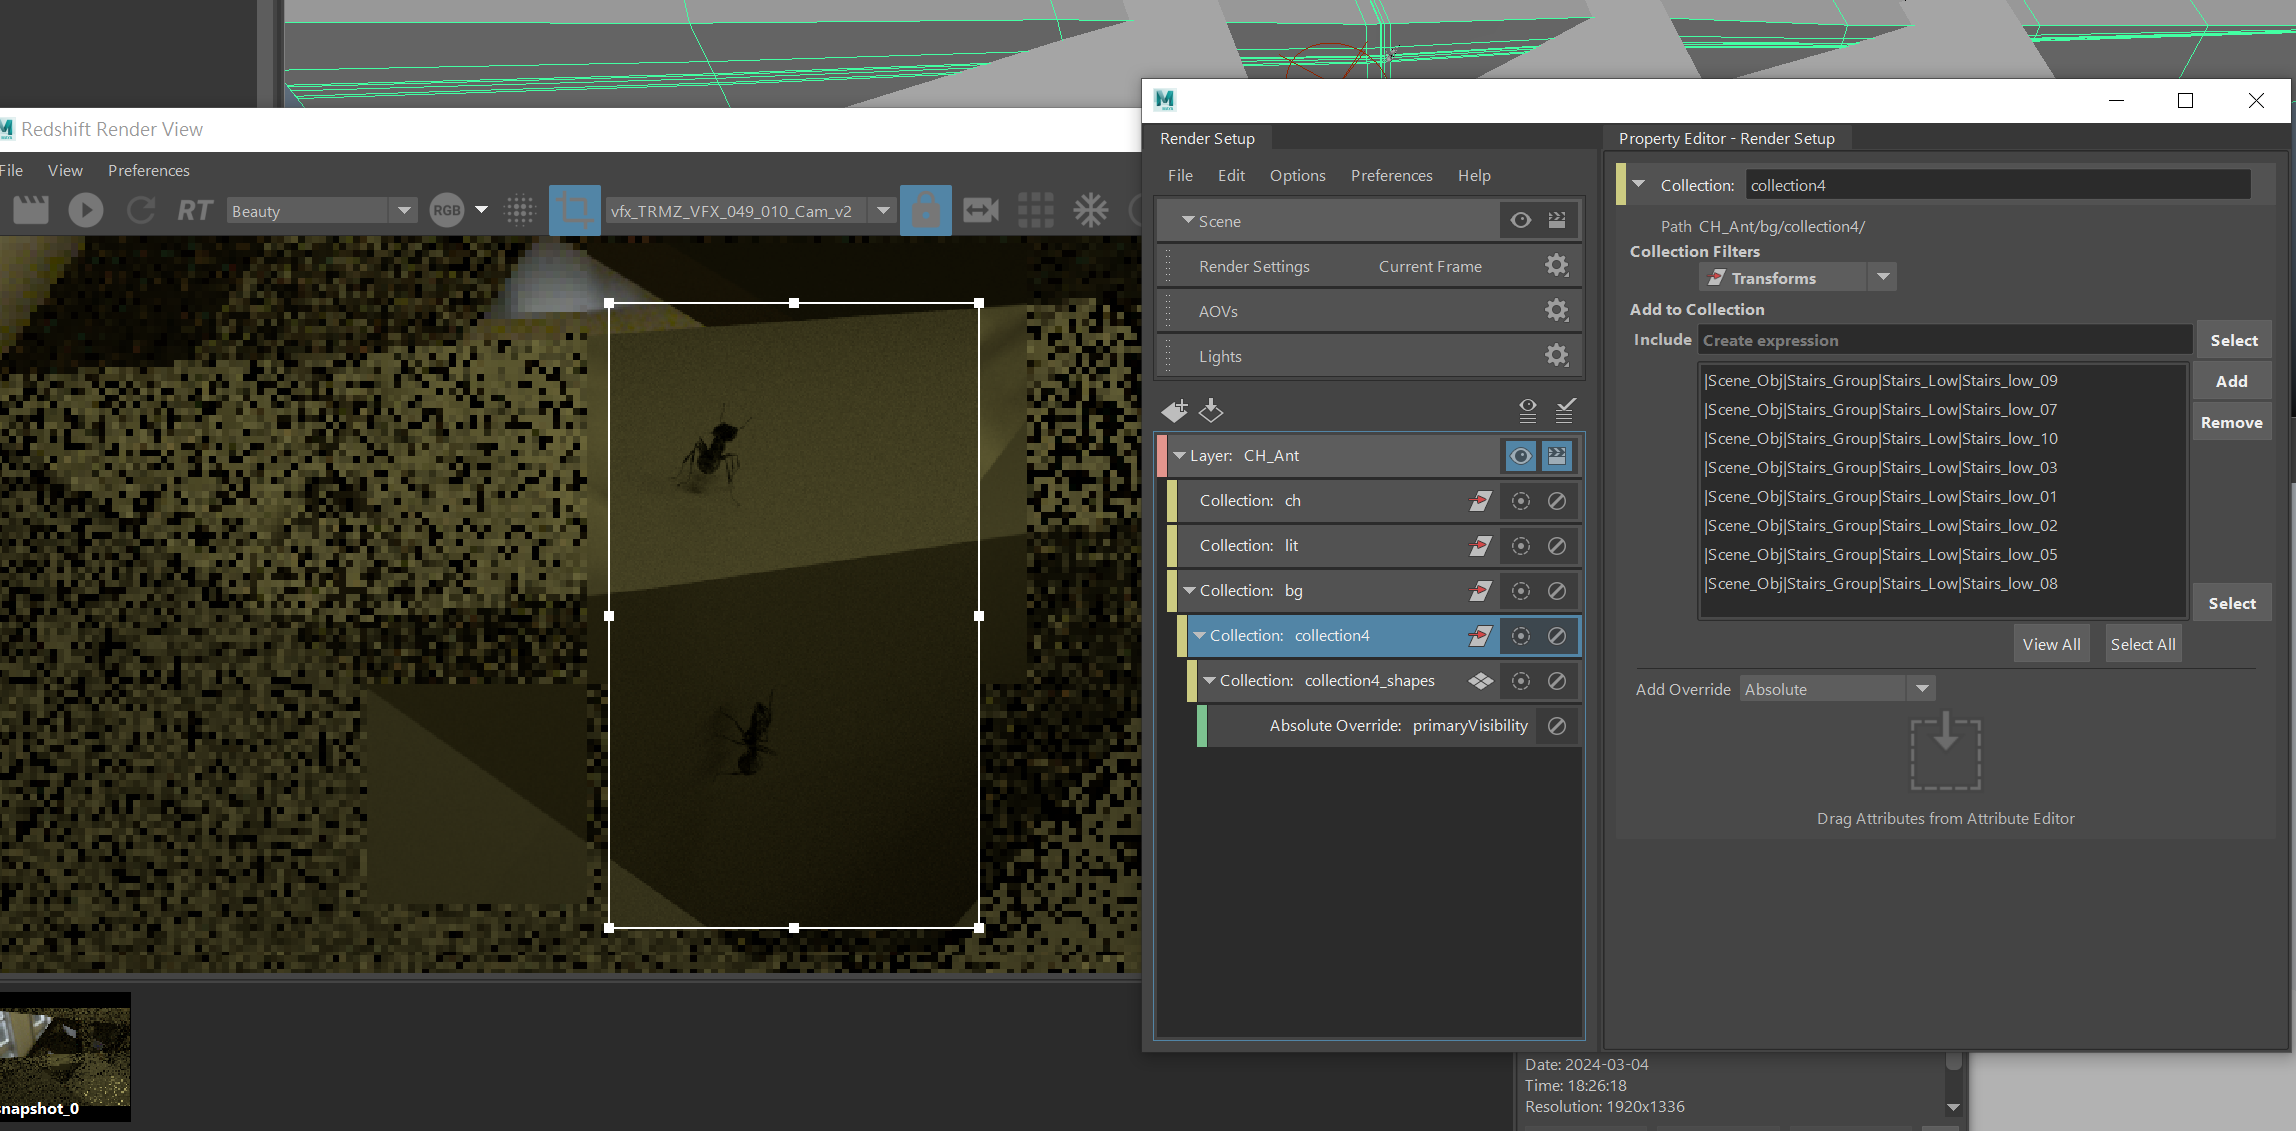 Redshift Render View
File View Preferences
RT Beauty RGB vfx_TRMZ_VFX_049_010_Cam_v2
snapshot_0
Render Setup
File Edit Options Preferences Help
Scene
Render Settings Current Frame
AOVs
Lights
Layer: CH_Ant
Collection: ch
Collection: lit
Collection: bg
Collection: collection4
Collection: collection4_shapes
Absolute Override: primaryVisibility
Property Editor - Render Setup
Collection: collection4
Path CH_Ant/bg/collection4/
Collection Filters
Transforms
Add to Collection
Include Create expression Select
|Scene_Obj|Stairs_Group|Stairs_Low|Stairs_low_09 Add
|Scene_Obj|Stairs_Group|Stairs_Low|Stairs_low_07 Remove
|Scene_Obj|Stairs_Group|Stairs_Low|Stairs_low_10
|Scene_Obj|Stairs_Group|Stairs_Low|Stairs_low_03
|Scene_Obj|Stairs_Group|Stairs_Low|Stairs_low_01
|Scene_Obj|Stairs_Group|Stairs_Low|Stairs_low_02
|Scene_Obj|Stairs_Group|Stairs_Low|Stairs_low_05
|Scene_Obj|Stairs_Group|Stairs_Low|Stairs_low_08
Select
View All Select All
Add Override Absolute
Drag Attributes from Attribute Editor
Date: 2024-03-04
Time: 18:26:18
Resolution: 1920x1336